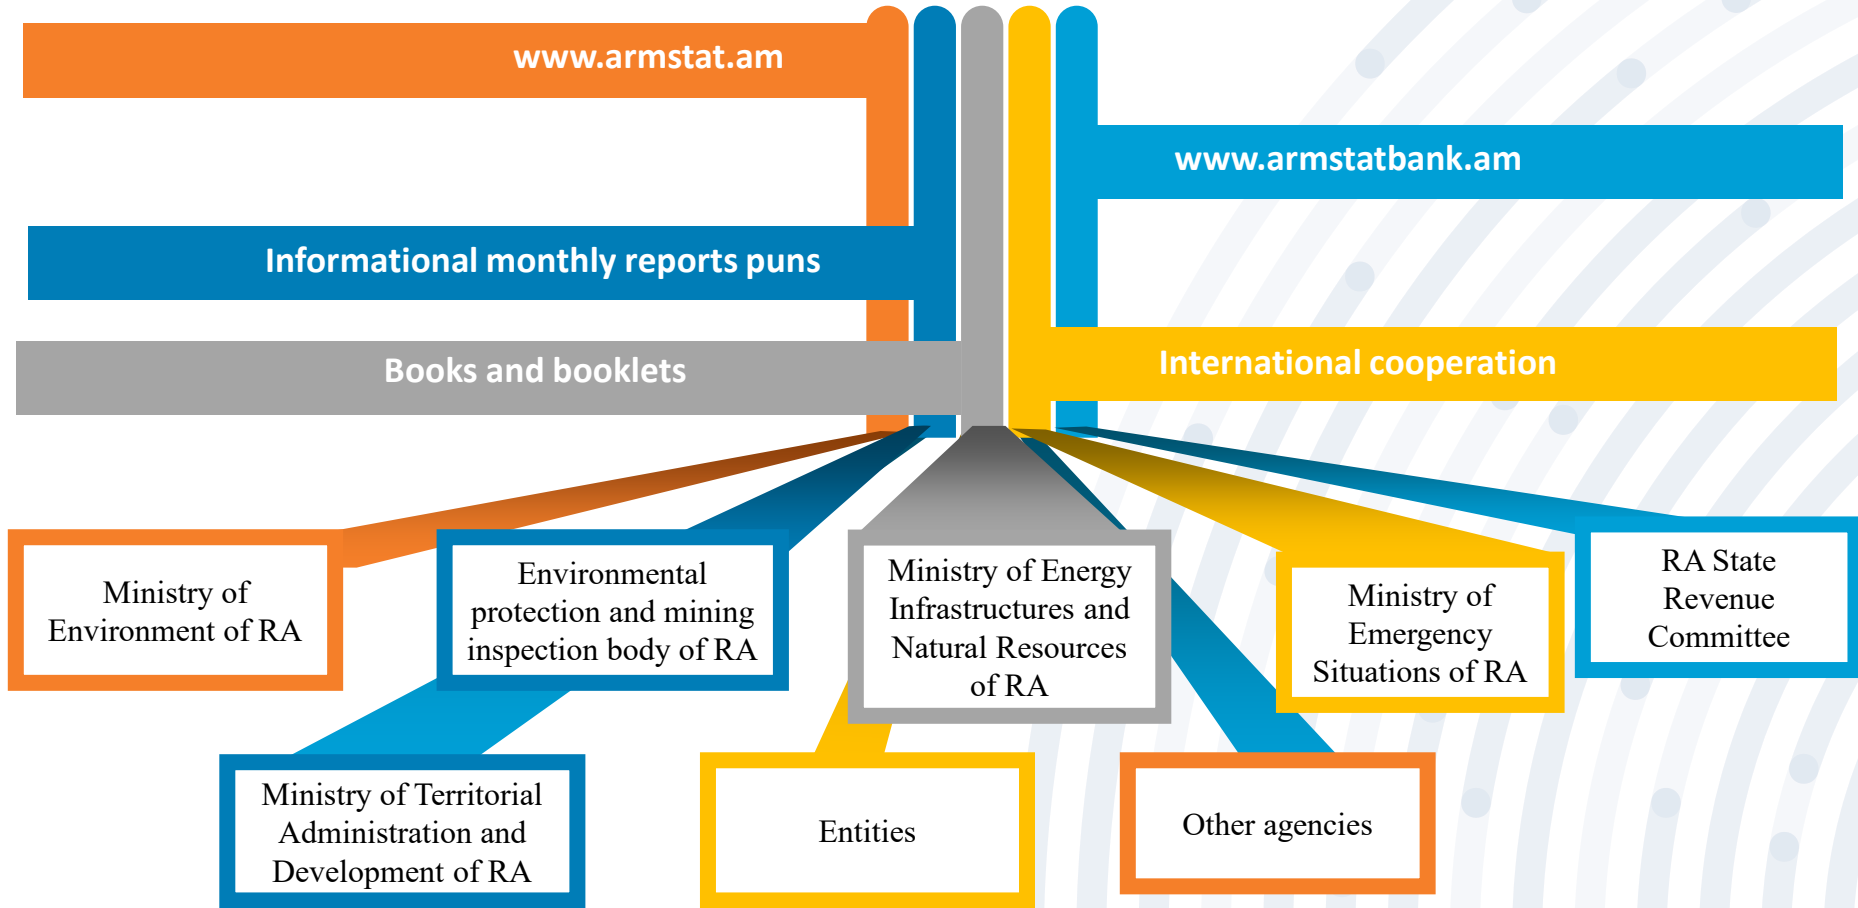 www.armstat.am
www.armstatbank.am
Informational monthly reports puns
Books and booklets
International cooperation
Ministry of
Environment of RA
Environmental
protection and mining
inspection body of RA
Ministry of Energy
Infrastructures and
Natural Resources
of RA
Ministry of
Emergency
Situations of RA
RA State
Revenue
Committee
Ministry of Territorial
Administration and
Development of RA
Entities
Other agencies